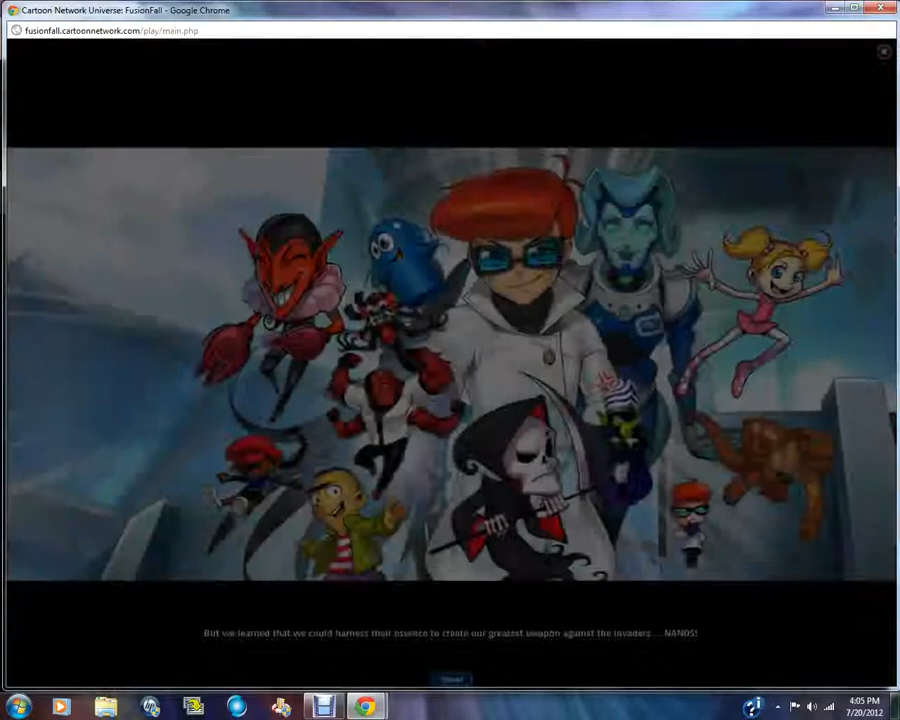 Cartoon Network Universe: FusionFall - Google Chrome
fusionfall.cartoonnetwork.com/play/main.php
But we learned that we could harness their essence to create our greatest weapon against the invaders ....NANOS!
4:05 PM
7/20/2012